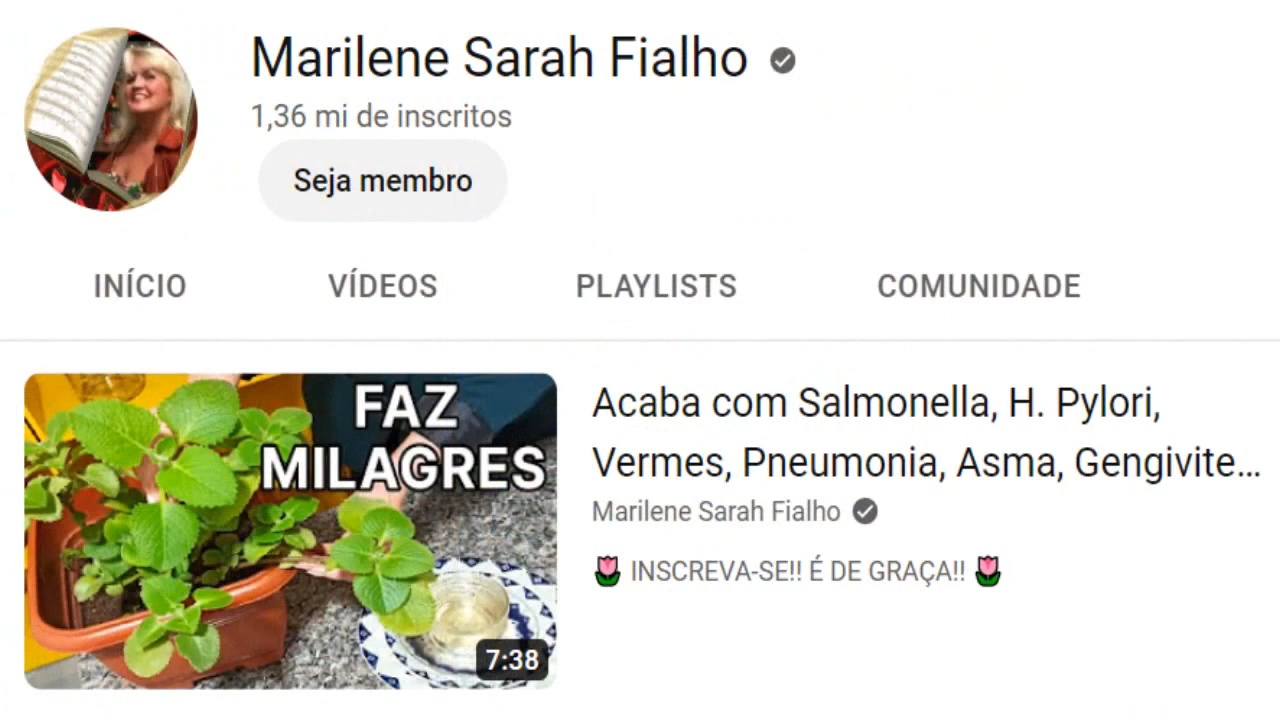 Marilene Sarah Fialho
1,36 mi de inscritos
Seja membro
INÍCIO VÍDEOS PLAYLISTS COMUNIDADE
FAZ
MILAGRES
7:38
Acaba com Salmonella, H. Pylori,
Vermes, Pneumonia, Asma, Gengivite...
Marilene Sarah Fialho
🌷 INSCREVA-SE!! É DE GRAÇA!! 🌷